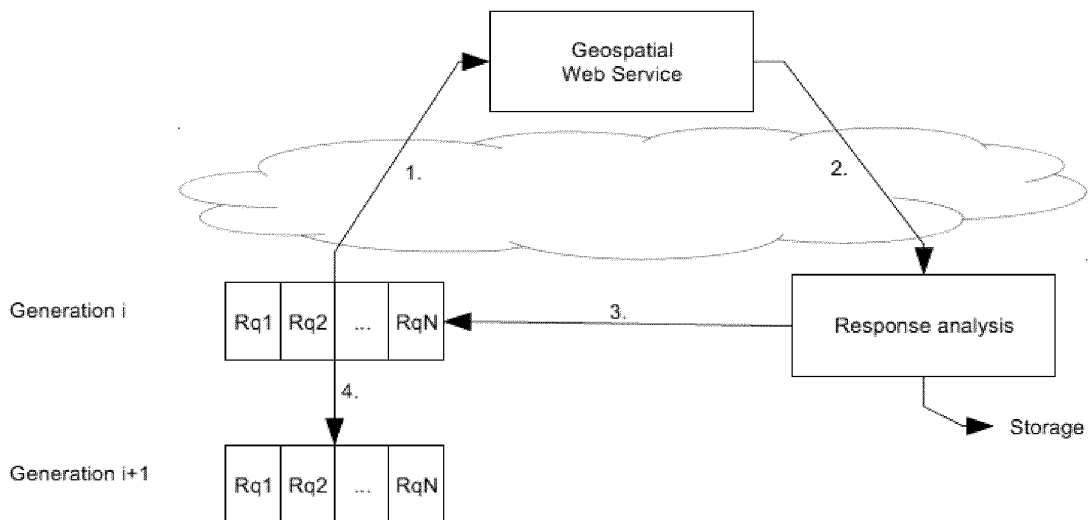 Geospatial
Web Service
1.
2.
Generation i
Rq1 Rq2 ... RqN
3.
Response analysis
4.
Storage
Generation i+1
Rq1 Rq2 ... RqN